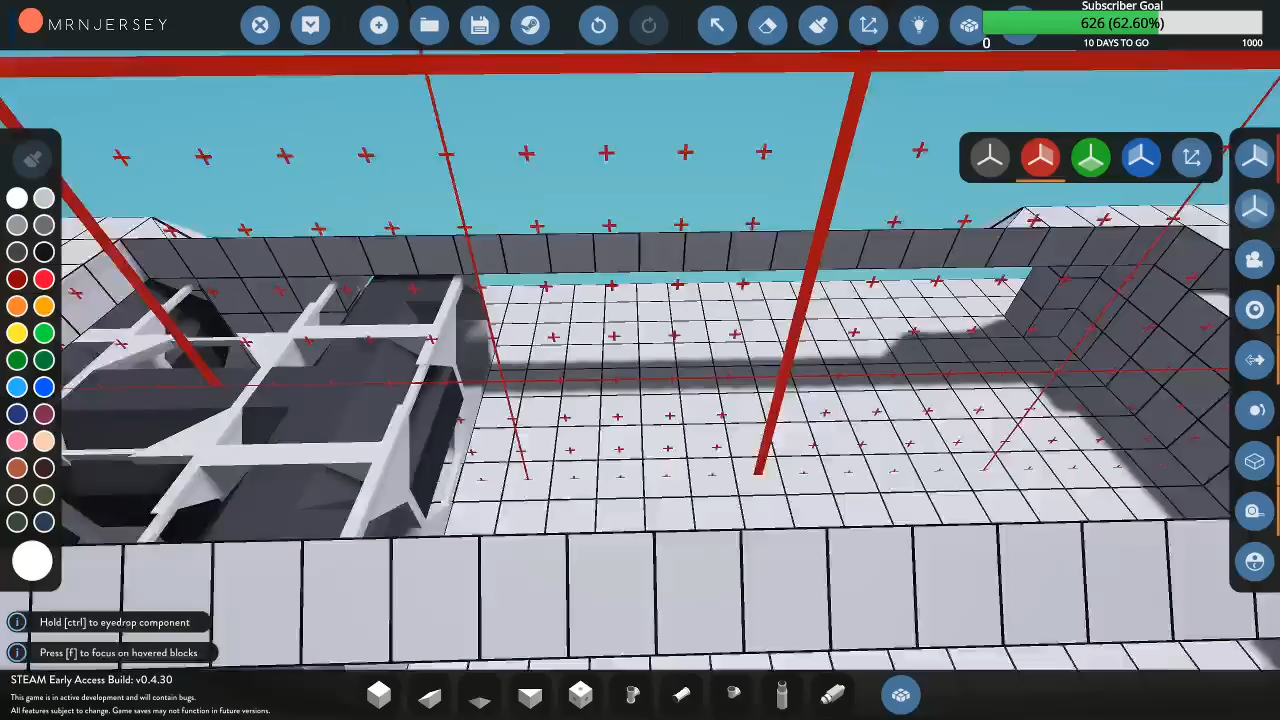 MRNJERSEY
Subscriber Goal
626 (62.60%)
0
10 DAYS TO GO
1000
Hold [ctrl] to eyedrop component
Press [f] to focus on hovered blocks
STEAM Early Access Build: v0.4.30
This game is in active development and will contain bugs.
All features subject to change. Game saves may not function in future versions.